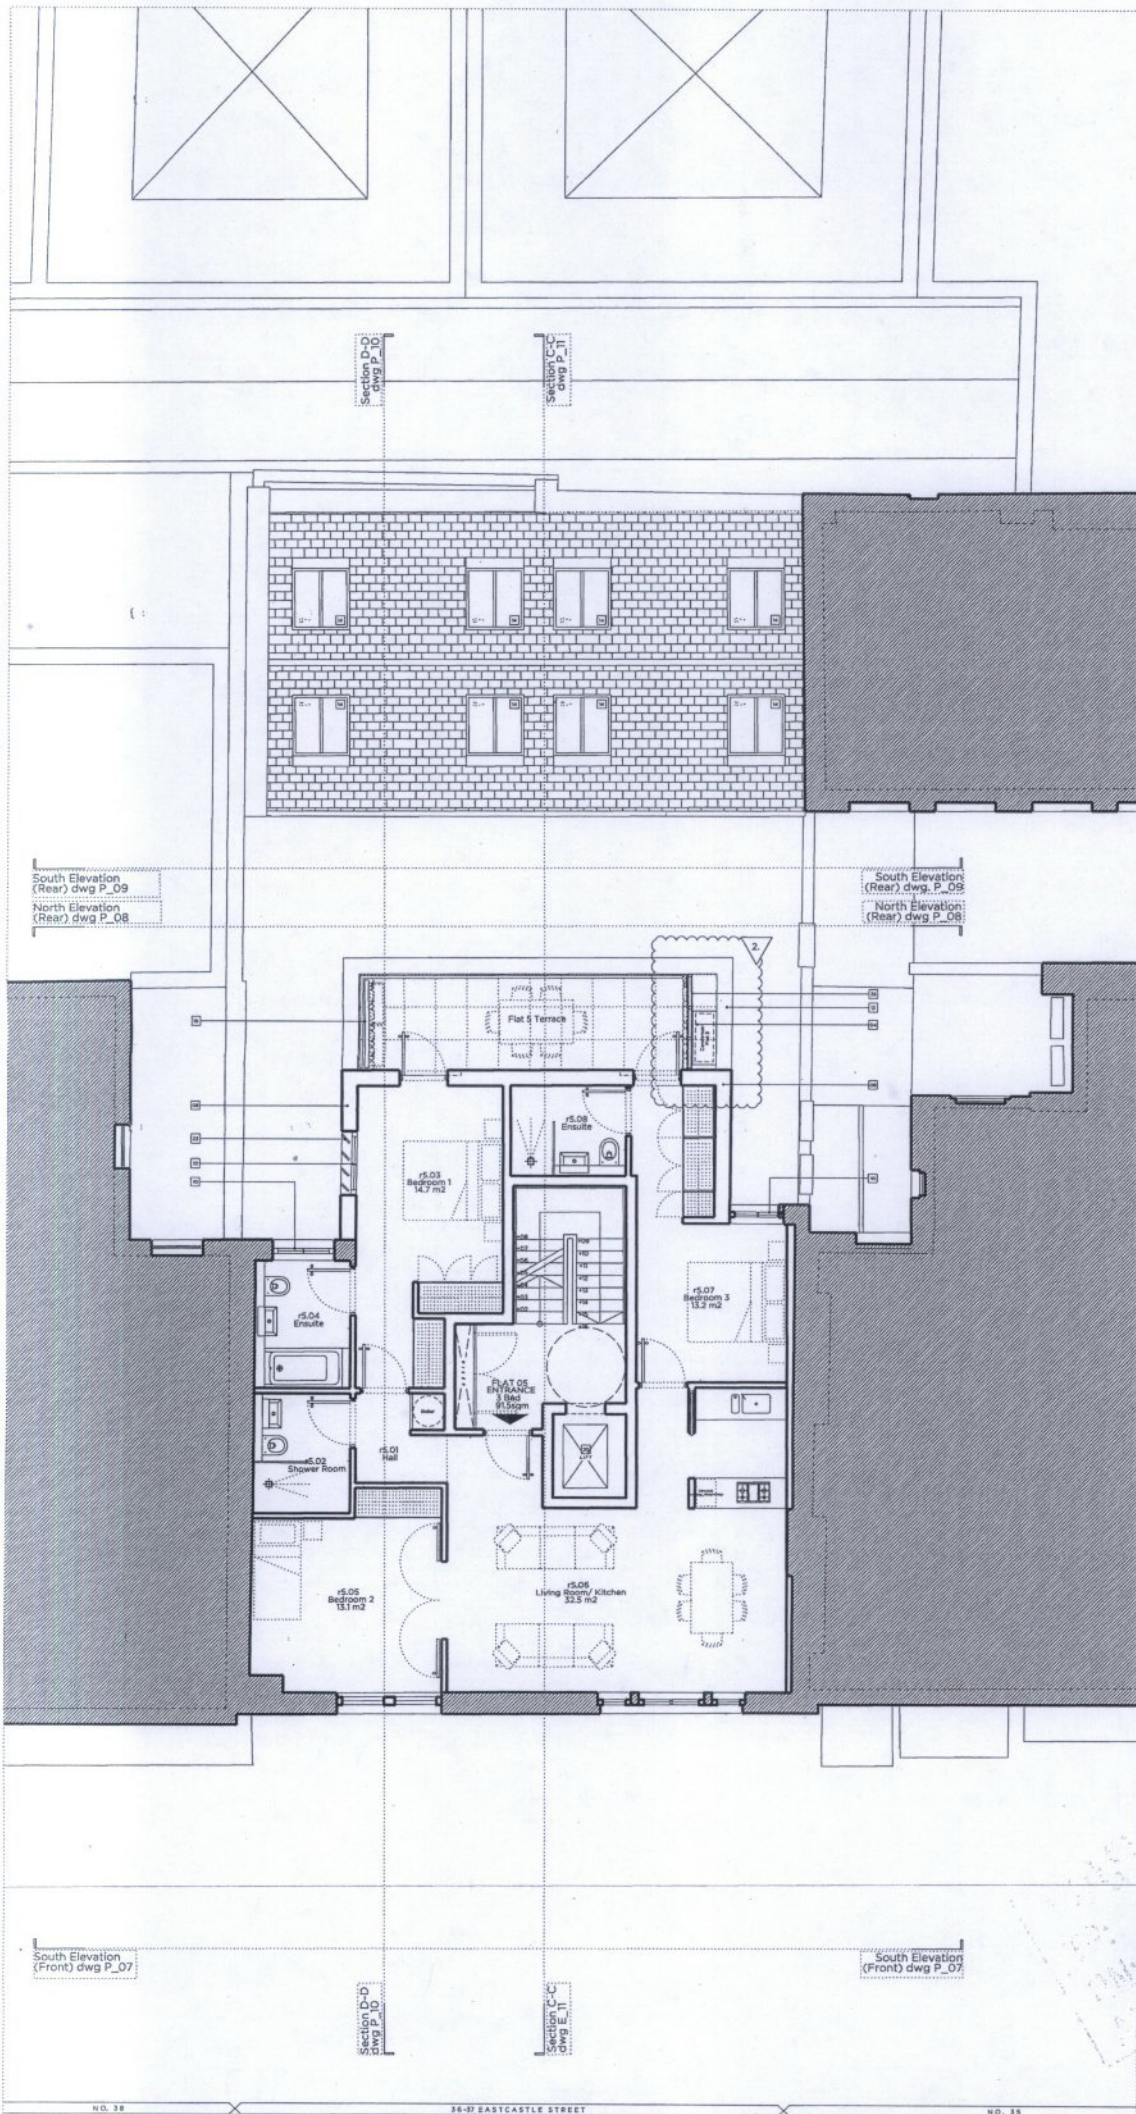 Section D-D
dwg P_10
Section C-C
dwg P_11
South Elevation
(Rear) dwg P_09
South Elevation
(Rear) dwg. P_09
North Elevation
(Rear) dwg P_08
North Elevation
(Rear) dwg P_08
2.
Flat 5 Terrace
r5.08
Ensuite
r5.03
Bedroom 1
14.7 m2
r5.07
Bedroom 3
13.2 m2
r5.04
Ensuite
FLAT 05
ENTRANCE
3 Bed
91.5sqm
r5.01
Hall
r5.02
Shower Room
LIFT
r5.05
Bedroom 2
13.1 m2
r5.06
Living Room/ Kitchen
32.5 m2
South Elevation
(Front) dwg P_07
South Elevation
(Front) dwg P_07
Section D-D
dwg P_10
Section C-C
dwg E_11
NO. 38
36-37 EASTCASTLE STREET
NO. 35